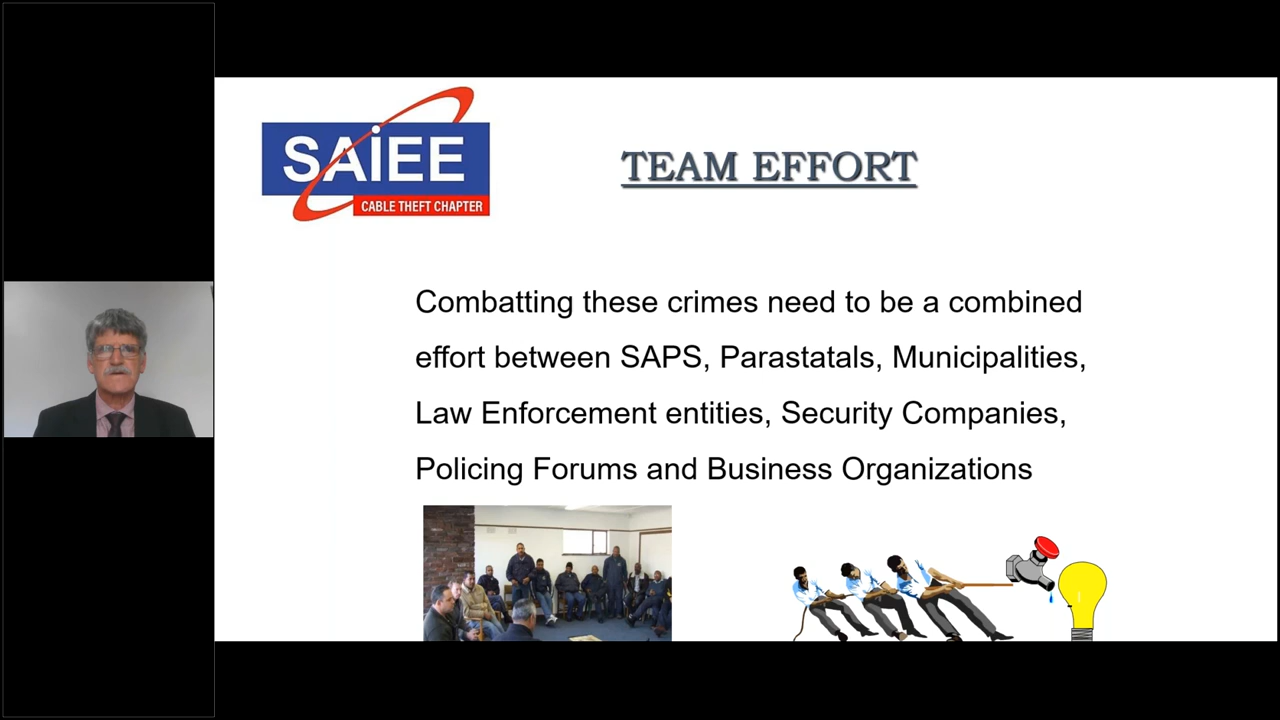 SAiEE
CABLE THEFT CHAPTER
TEAM EFFORT
Combatting these crimes need to be a combined
effort between SAPS, Parastatals, Municipalities,
Law Enforcement entities, Security Companies,
Policing Forums and Business Organizations